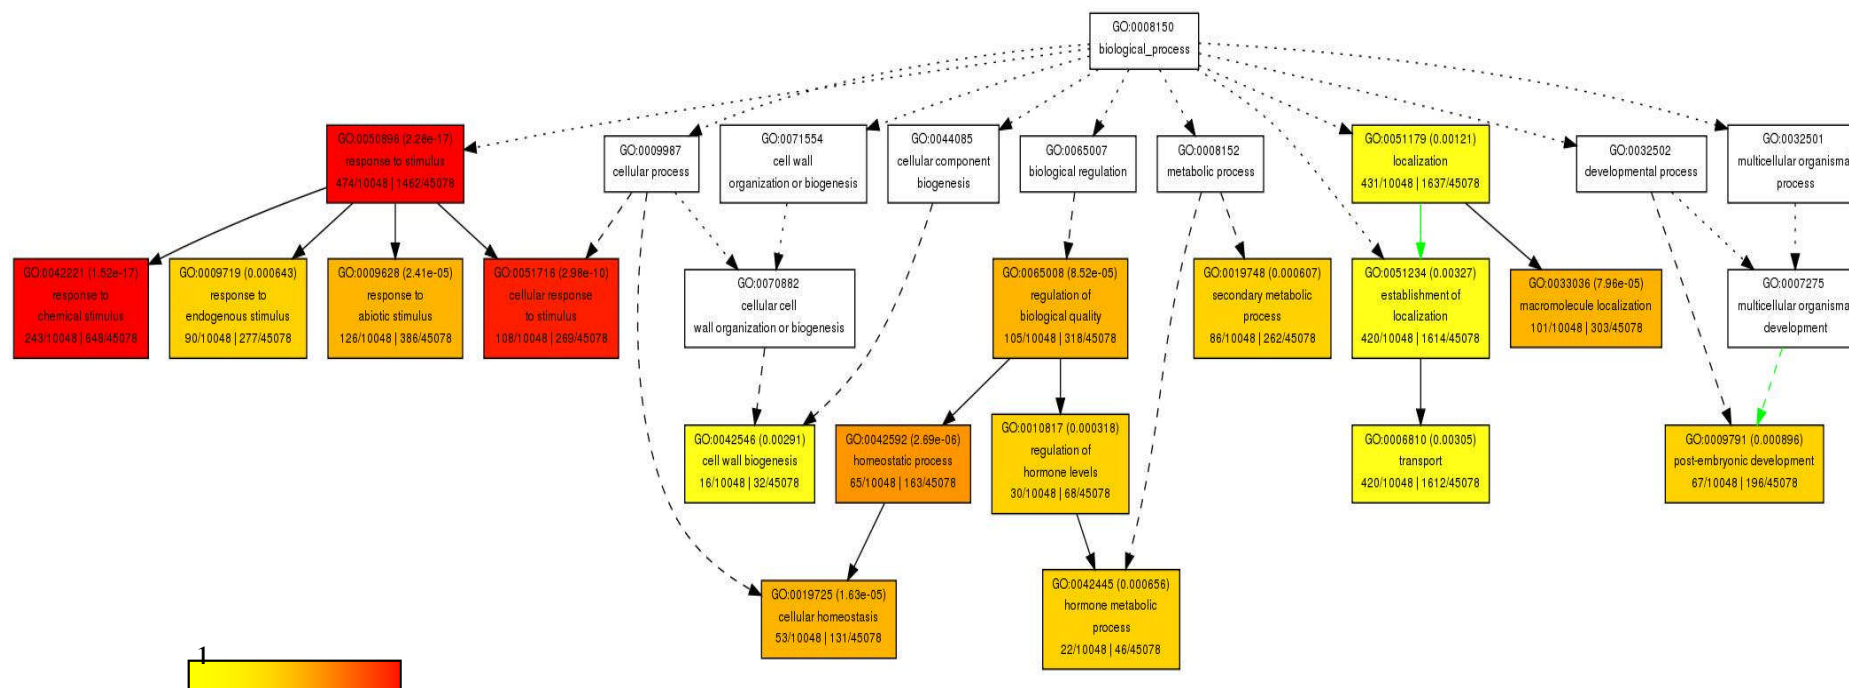 GO:0008150
biological_process
GO:0050896 (2.28e-17)
response to stimulus
474/10048 | 1462/45078
GO:0009987
cellular process
GO:0071554
cell wall
organization or biogenesis
GO:0044085
cellular component
biogenesis
GO:0065007
biological regulation
GO:0008152
metabolic process
GO:0051179 (0.00121)
localization
431/10048 | 1637/45078
GO:0032502
developmental process
GO:0032501
multicellular organisma
process
GO:0042221 (1.52e-17)
response to
chemical stimulus
243/10048 | 648/45078
GO:0009719 (0.000643)
response to
endogenous stimulus
90/10048 | 277/45078
GO:0009628 (2.41e-05)
response to
abiotic stimulus
126/10048 | 386/45078
GO:0051716 (2.98e-10)
cellular response
to stimulus
108/10048 | 269/45078
GO:0070882
cellular cell
wall organization or biogenesis
GO:0065008 (8.52e-05)
regulation of
biological quality
105/10048 | 318/45078
GO:0019748 (0.000607)
secondary metabolic
process
86/10048 | 262/45078
GO:0051234 (0.00327)
establishment of
localization
420/10048 | 1614/45078
GO:0033036 (7.96e-05)
macromolecule localization
101/10048 | 303/45078
GO:0007275
multicellular organisma
development
GO:0042546 (0.00291)
cell wall biogenesis
16/10048 | 32/45078
GO:0042592 (2.69e-06)
homeostatic process
65/10048 | 163/45078
GO:0010817 (0.000318)
regulation of
hormone levels
30/10048 | 68/45078
GO:0006810 (0.00305)
transport
420/10048 | 1612/45078
GO:0009791 (0.000896)
post-embryonic development
67/10048 | 196/45078
GO:0019725 (1.63e-05)
cellular homeostasis
53/10048 | 131/45078
GO:0042445 (0.000656)
hormone metabolic
process
22/10048 | 46/45078
1